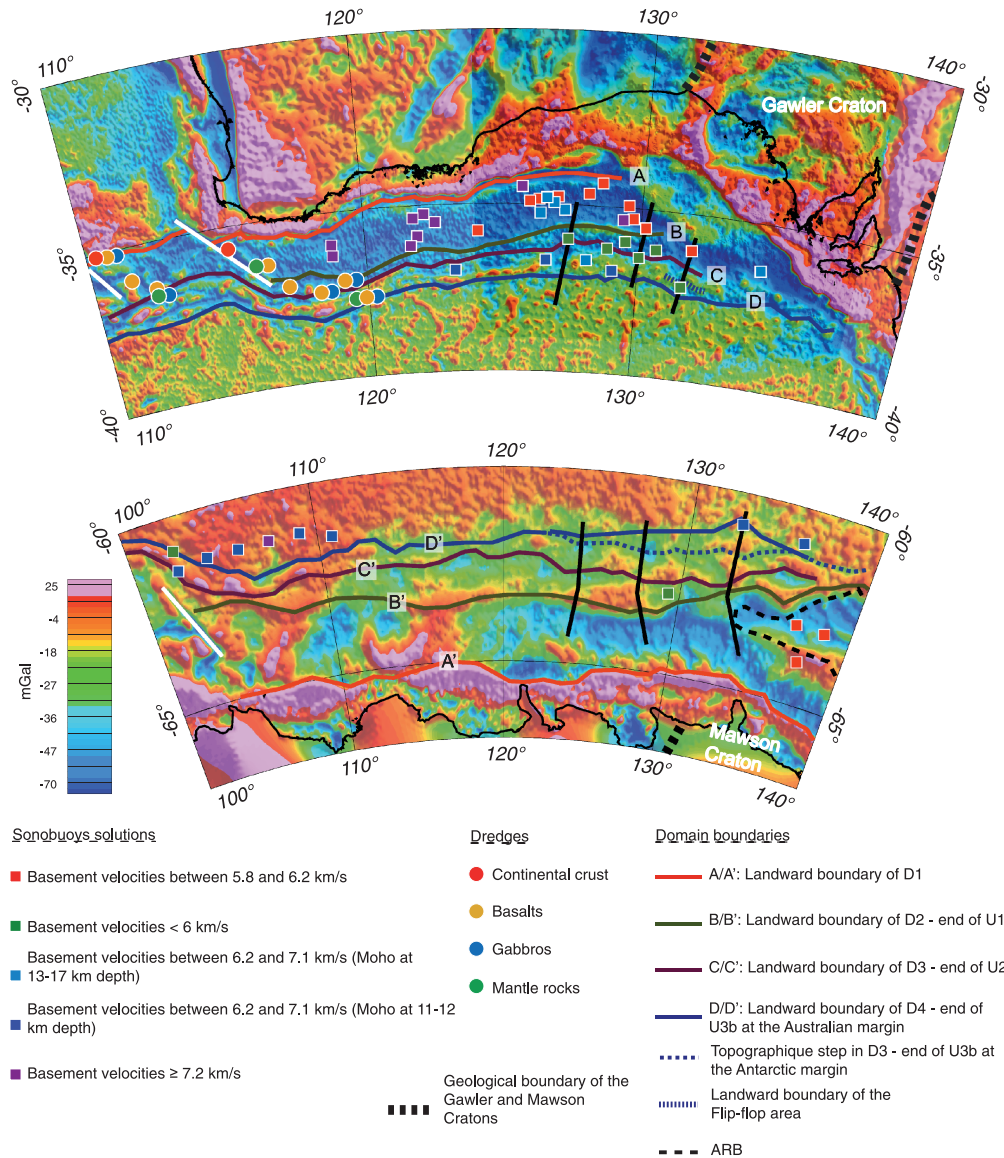 120°
130°
110°
140°
-30°
-30°
Gawler Craton
A
-35°
B
-35°
C
D
120°
130°
-40°
110°
140°
-40°
120°
110°
130°
100°
140°
-60°
-60°
D'
C'
B'
A'
25
-4
-18
-27
-36
-47
-70
mGal
-65°
-65°
Mawson
Craton
120°
110°
130°
100°
140°
Sonobuoys solutions
Basement velocities between 5.8 and 6.2 km/s
Basement velocities < 6 km/s
Basement velocities between 6.2 and 7.1 km/s (Moho at
13-17 km depth)
Basement velocities between 6.2 and 7.1 km/s (Moho at 11-12
km depth)
Basement velocities ≥ 7.2 km/s
Dredges
Continental crust
Basalts
Gabbros
Mantle rocks
Geological boundary of the
Gawler and Mawson
Cratons
Domain boundaries
A/A': Landward boundary of D1
B/B': Landward boundary of D2 - end of U1
C/C': Landward boundary of D3 - end of U2
D/D': Landward boundary of D4 - end of
U3b at the Australian margin
Topographique step in D3 - end of U3b at
the Antarctic margin
Landward boundary of the
Flip-flop area
ARB